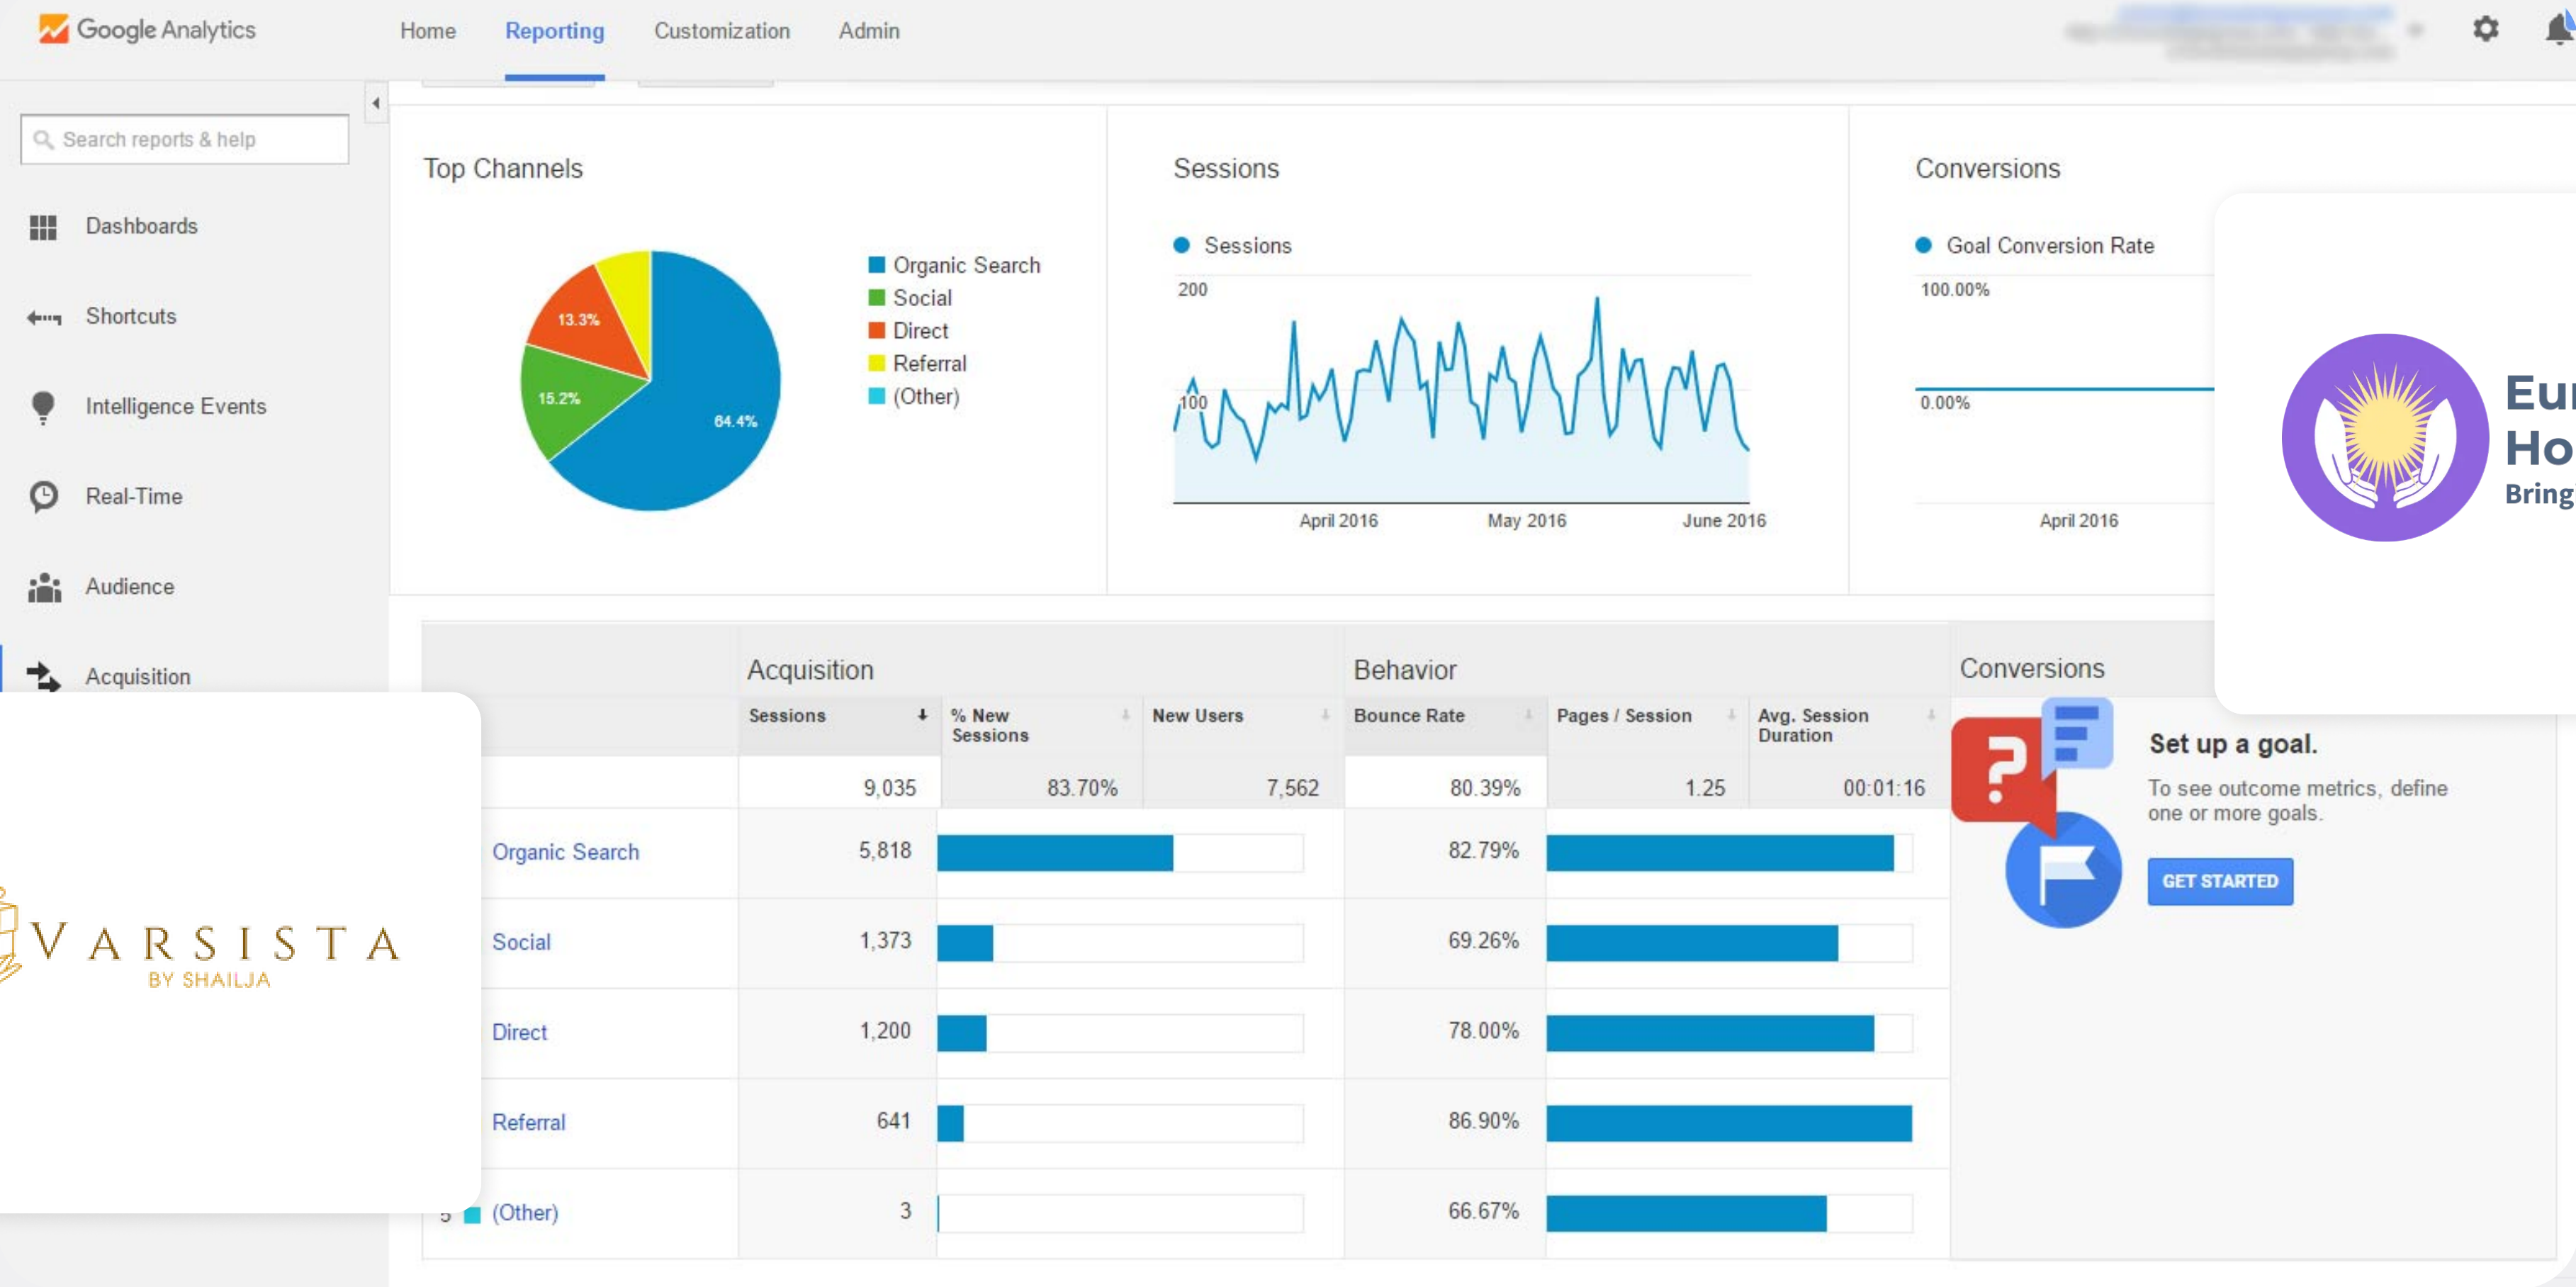 Google Analytics
Home
Reporting
Customization
Admin
Search reports & help
Dashboards
Shortcuts
Intelligence Events
Real-Time
Audience
Acquisition
Top Channels
13.3%
15.2%
64.4%
Organic Search
Social
Direct
Referral
(Other)
Sessions
Sessions
200
100
April 2016
May 2016
June 2016
Conversions
Goal Conversion Rate
100.00%
0.00%
April 2016
Eur
Ho
Bring
VARSISTA
BY SHAILJA
Acquisition
Behavior
Conversions
Sessions
% New
Sessions
New Users
Bounce Rate
Pages / Session
Avg. Session
Duration
9,035
83.70%
7,562
80.39%
1.25
00:01:16
Organic Search
5,818
82.79%
Social
1,373
69.26%
Direct
1,200
78.00%
Referral
641
86.90%
5
(Other)
3
66.67%
Set up a goal.
To see outcome metrics, define
one or more goals.
GET STARTED